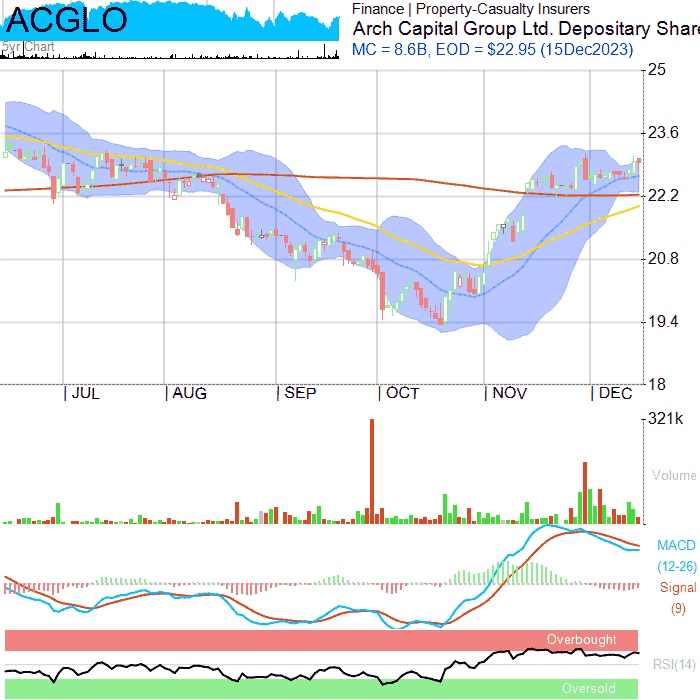 ACGLO
5yr Chart
Finance | Property-Casualty Insurers
Arch Capital Group Ltd. Depositary Share
MC = 8.6B, EOD = $22.95 (15Dec2023)
25
23.6
22.2
20.8
19.4
18
JUL AUG SEP OCT NOV DEC
321k
Volume
MACD
(12-26)
Signal
(9)
Overbought
RSI(14)
Oversold